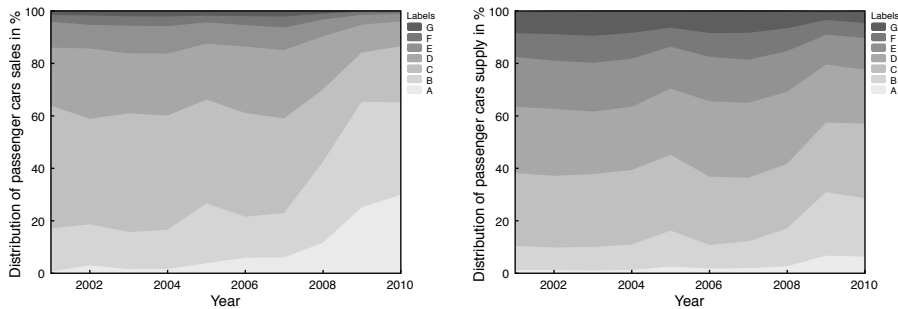 Distribution of passenger cars sales in %
100
80
60
40
20
0
2002 2004 2006 2008 2010
Year
Labels
G
F
E
D
C
B
A
Distribution of passenger cars supply in %
100
80
60
40
20
0
2002 2004 2006 2008 2010
Year
Labels
G
F
E
D
C
B
A